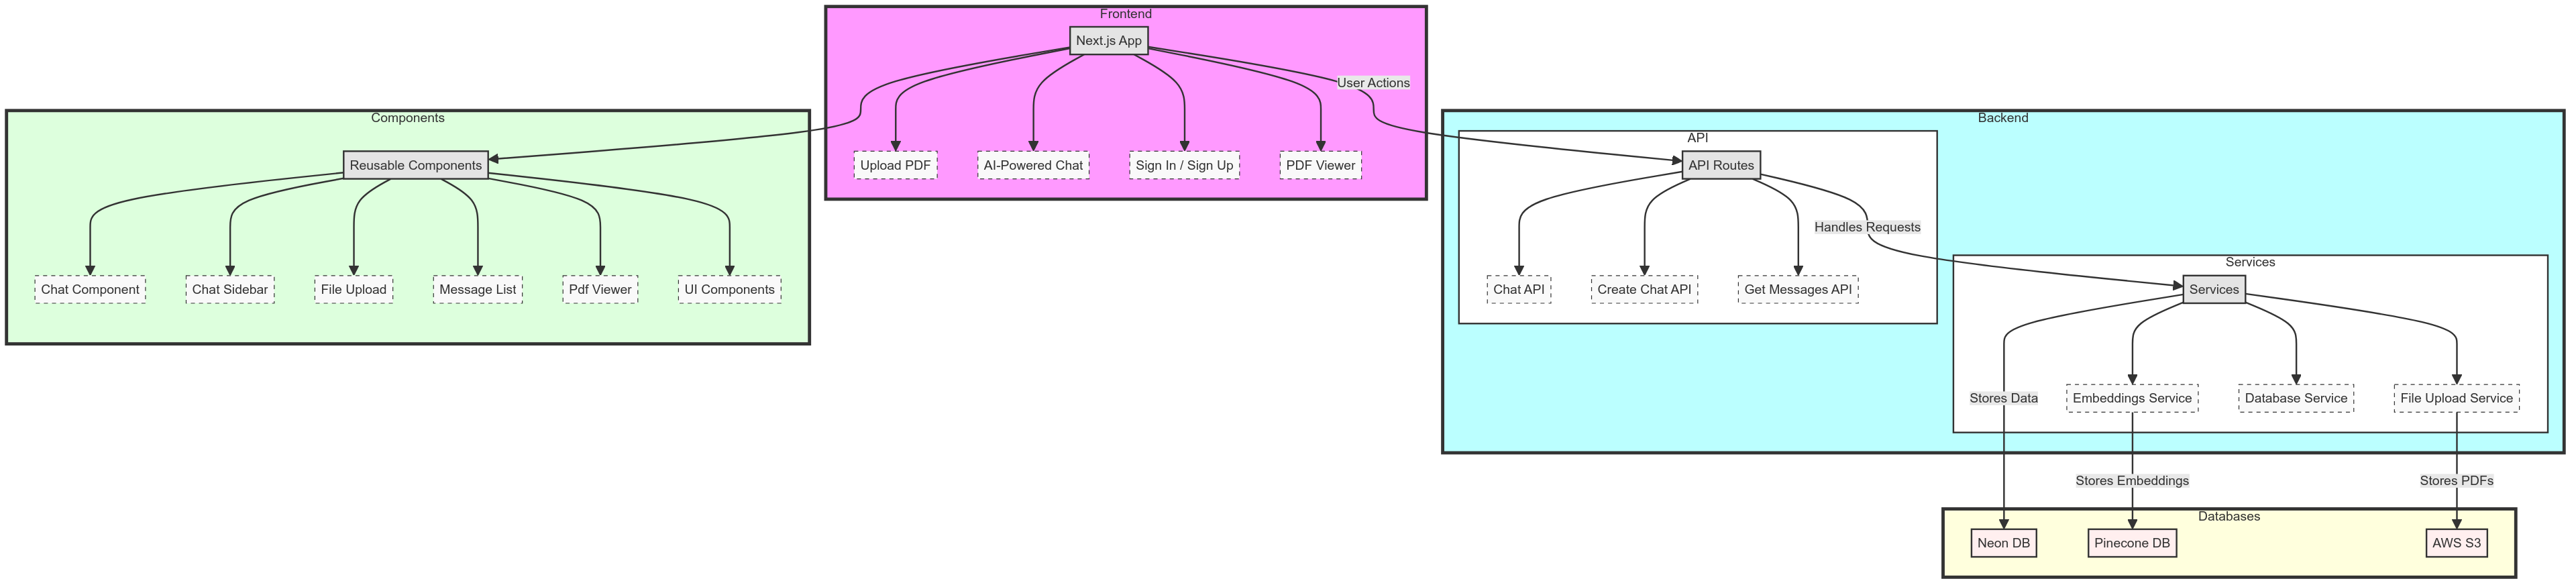 Frontend
Next.js App
User Actions
Upload PDF
AI-Powered Chat
Sign In / Sign Up
PDF Viewer
Components
Reusable Components
Chat Component
Chat Sidebar
File Upload
Message List
Pdf Viewer
UI Components
Backend
API
API Routes
Handles Requests
Chat API
Create Chat API
Get Messages API
Services
Services
Stores Data
Embeddings Service
Database Service
File Upload Service
Stores Embeddings
Stores PDFs
Databases
Neon DB
Pinecone DB
AWS S3